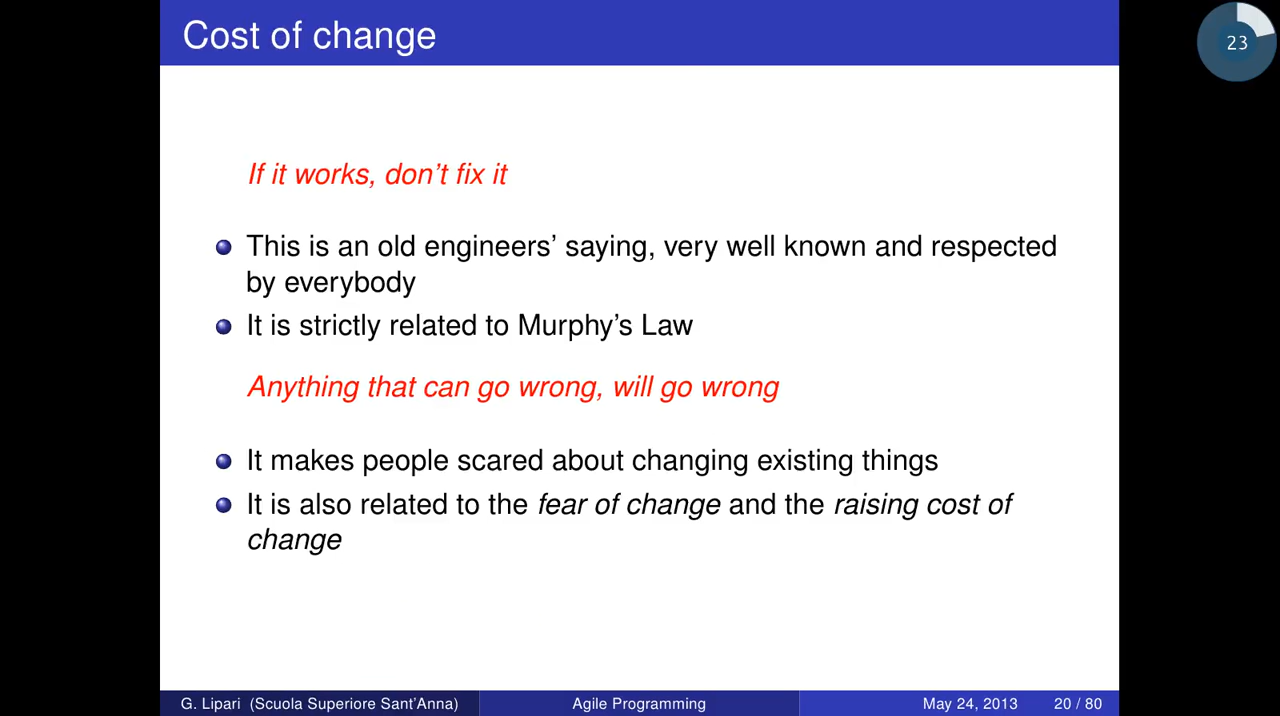 Cost of change
23
If it works, don't fix it
This is an old engineers' saying, very well known and respected
by everybody
It is strictly related to Murphy's Law
Anything that can go wrong, will go wrong
It makes people scared about changing existing things
It is also related to the fear of change and the raising cost of
change
G. Lipari (Scuola Superiore Sant'Anna) Agile Programming May 24, 2013 20 / 80